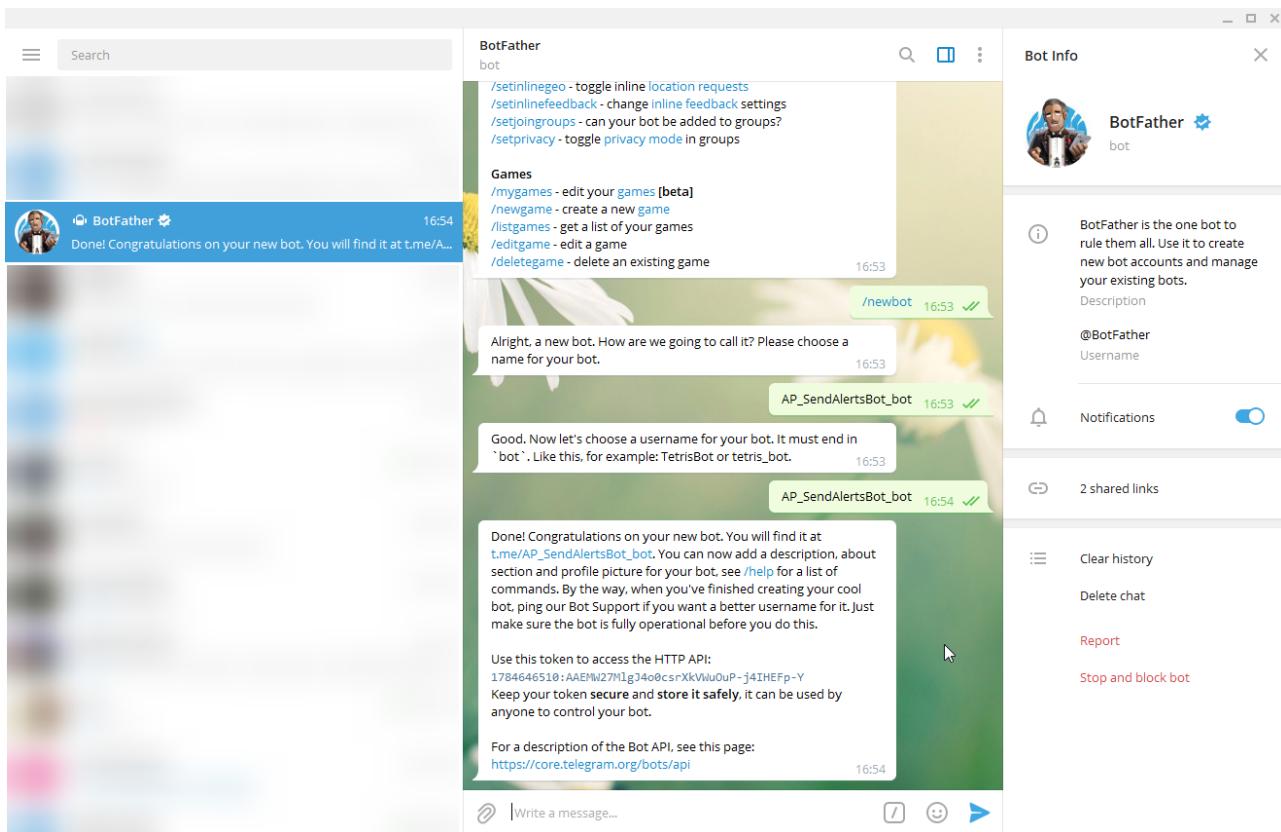 Search
BotFather
16:54
Done! Congratulations on your new bot. You will find it at t.me/A...
BotFather
bot
/setinlinegeo - toggle inline location requests
/setinlinefeedback - change inline feedback settings
/setjoingroups - can your bot be added to groups?
/setprivacy - toggle privacy mode in groups
Games
/mygames - edit your games [beta]
/newgame - create a new game
/listgames - get a list of your games
/editgame - edit a game
/deletegame - delete an existing game
16:53
/newbot 16:53
Alright, a new bot. How are we going to call it? Please choose a
name for your bot.
16:53
AP_SendAlertsBot_bot 16:53
Good. Now let's choose a username for your bot. It must end in
`bot`. Like this, for example: TetrisBot or tetris_bot.
16:53
AP_SendAlertsBot_bot 16:54
Done! Congratulations on your new bot. You will find it at
t.me/AP_SendAlertsBot_bot. You can now add a description, about
section and profile picture for your bot, see /help for a list of
commands. By the way, when you've finished creating your cool
bot, ping our Bot Support if you want a better username for it. Just
make sure the bot is fully operational before you do this.
Use this token to access the HTTP API:
1784646510:AAEMW27MlgJ4o0csrXkVWuOuP-j4IHEFp-Y
Keep your token secure and store it safely, it can be used by
anyone to control your bot.
For a description of the Bot API, see this page:
https://core.telegram.org/bots/api
16:54
Write a message...
Bot Info
BotFather
bot
BotFather is the one bot to
rule them all. Use it to create
new bot accounts and manage
your existing bots.
Description
@BotFather
Username
Notifications
2 shared links
Clear history
Delete chat
Report
Stop and block bot